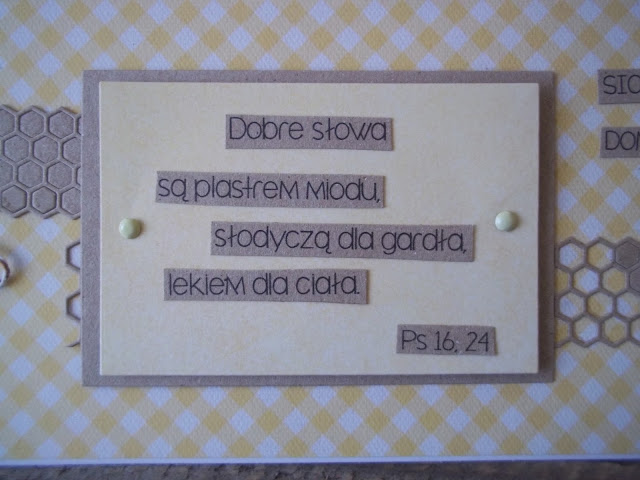 Dobre słowa
są plastrem miodu,
słodyczą dla gardła,
lekiem dla ciała.
Ps 16, 24